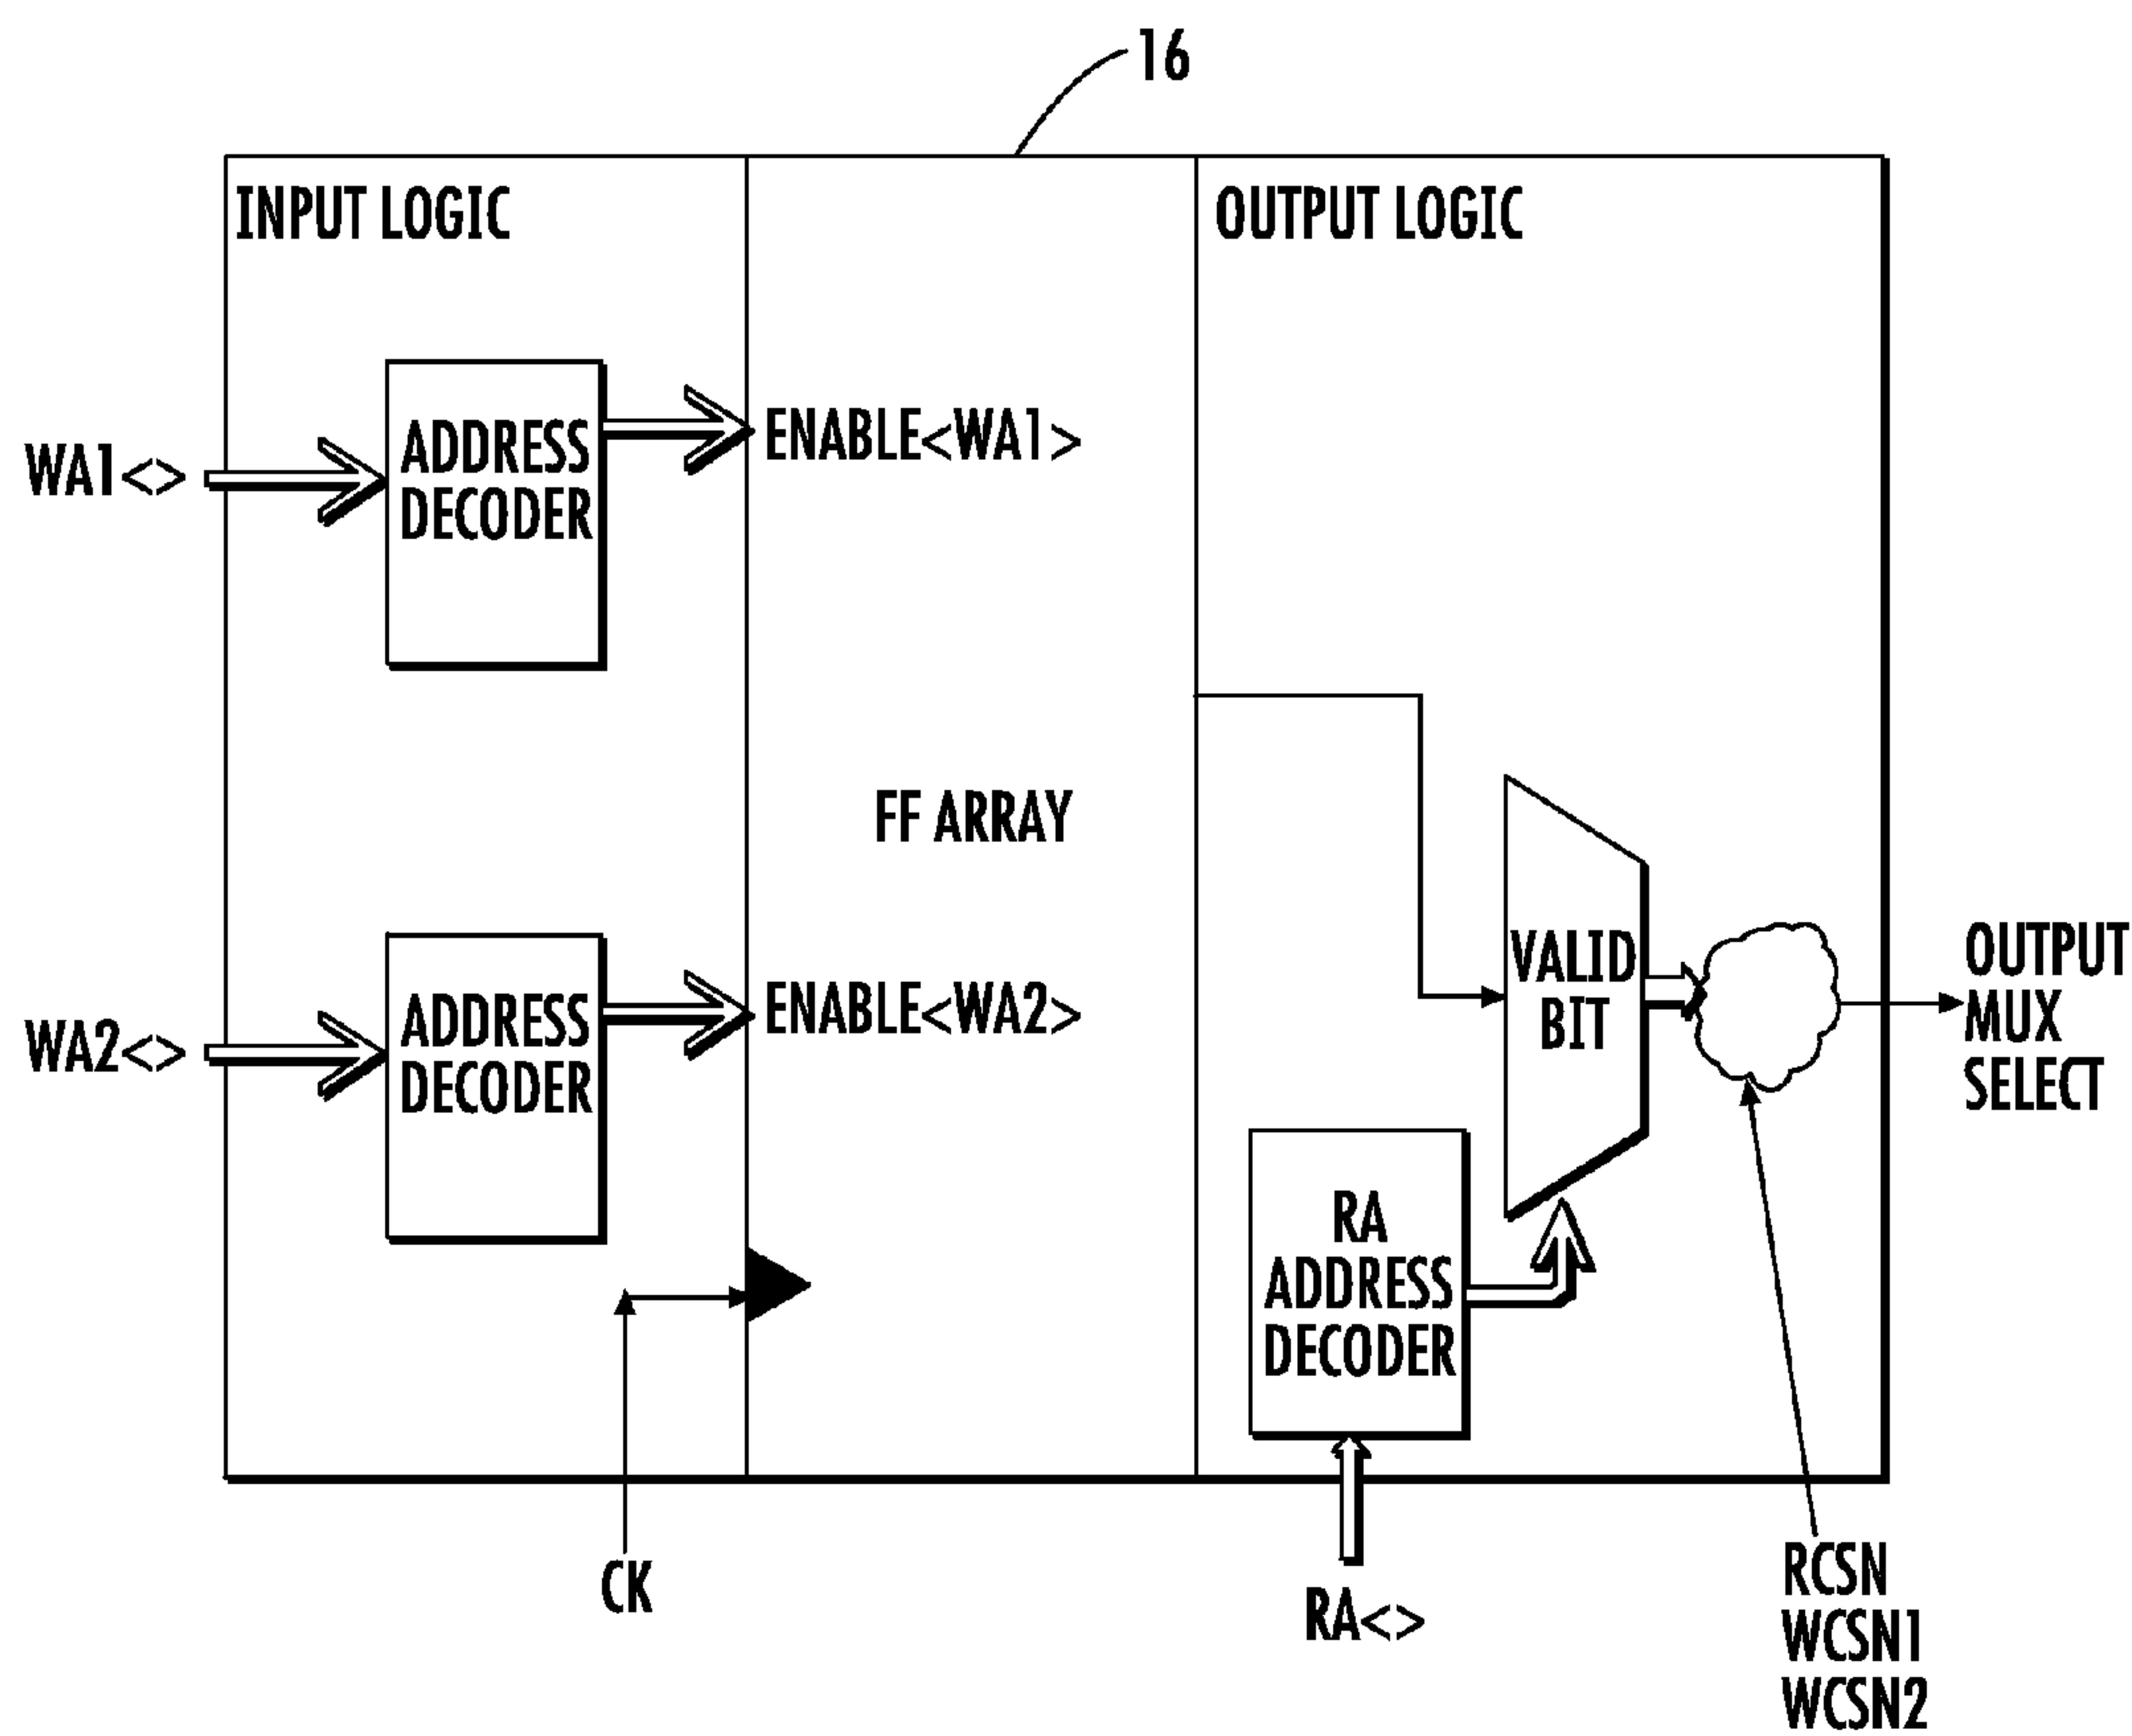 16
INPUT LOGIC
OUTPUT LOGIC
WA1<>
ADDRESS
DECODER
ENABLE<WA1>
FF ARRAY
WA2<>
ADDRESS
DECODER
ENABLE<WA2>
VALID
BIT
OUTPUT
MUX
SELECT
RA
ADDRESS
DECODER
CK
RA<>
RCSN
WCSN1
WCSN2